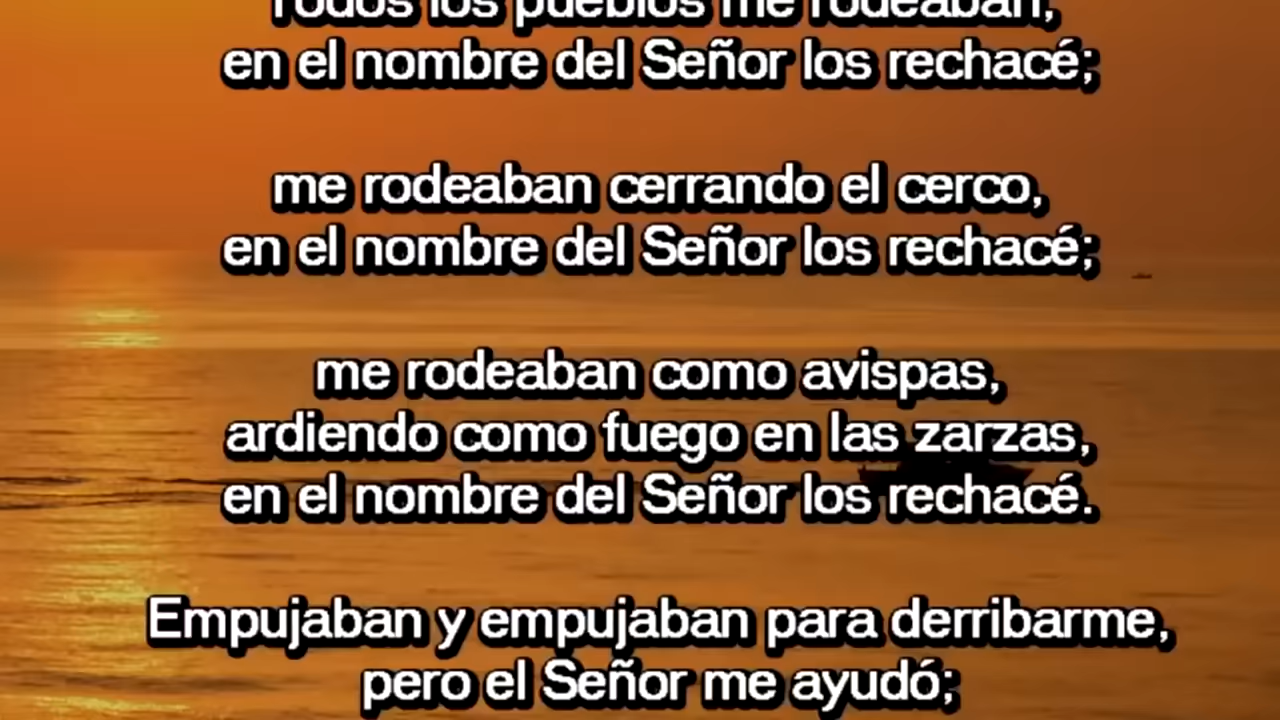 Todos los pueblos me rodeaban,
en el nombre del Señor los rechacé;
me rodeaban cerrando el cerco,
en el nombre del Señor los rechacé;
me rodeaban como avispas,
ardiendo como fuego en las zarzas,
en el nombre del Señor los rechacé.
Empujaban y empujaban para derribarme,
pero el Señor me ayudó;